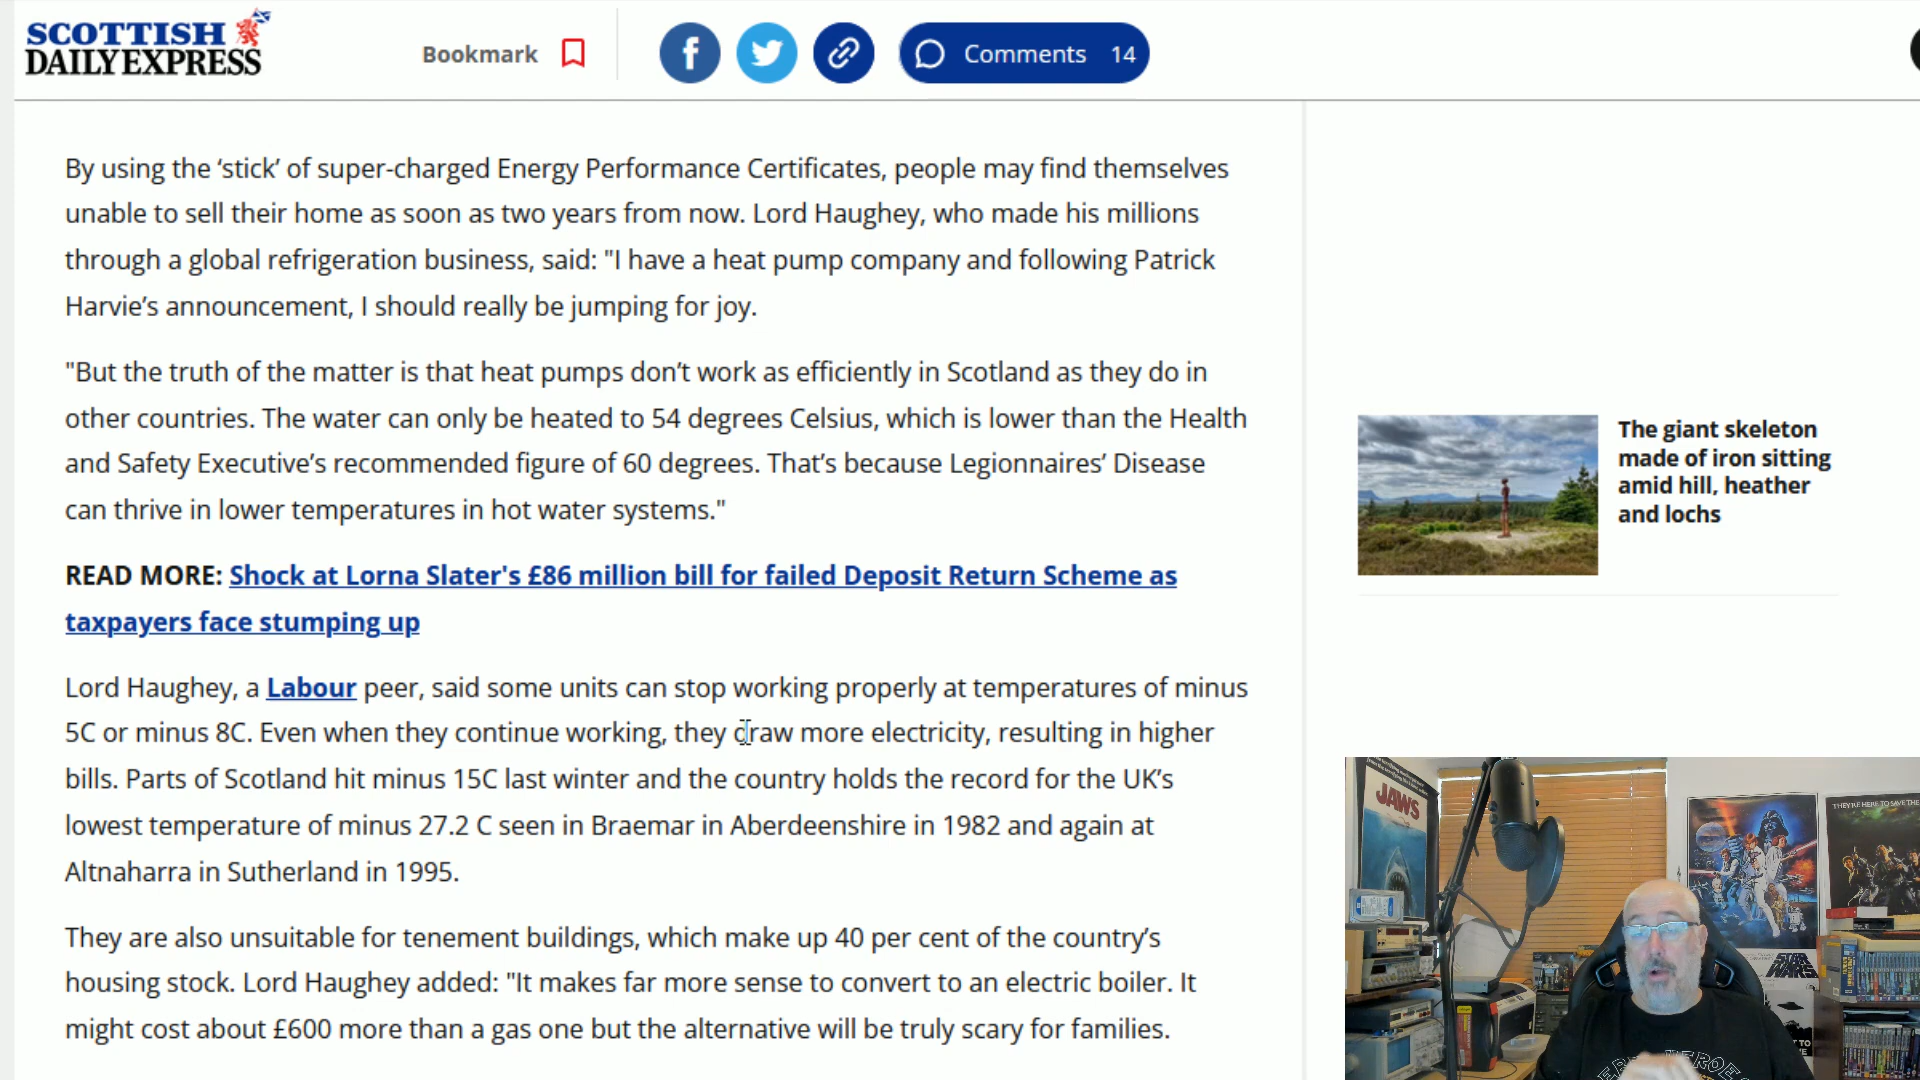 SCOTTISH
DAILY EXPRESS
Bookmark
Comments 14
By using the ‘stick’ of super-charged Energy Performance Certificates, people may find themselves
unable to sell their home as soon as two years from now. Lord Haughey, who made his millions
through a global refrigeration business, said: "I have a heat pump company and following Patrick
Harvie’s announcement, I should really be jumping for joy.
"But the truth of the matter is that heat pumps don’t work as efficiently in Scotland as they do in
other countries. The water can only be heated to 54 degrees Celsius, which is lower than the Health
and Safety Executive’s recommended figure of 60 degrees. That’s because Legionnaires’ Disease
can thrive in lower temperatures in hot water systems."
READ MORE: Shock at Lorna Slater's £86 million bill for failed Deposit Return Scheme as
taxpayers face stumping up
Lord Haughey, a Labour peer, said some units can stop working properly at temperatures of minus
5C or minus 8C. Even when they continue working, they draw more electricity, resulting in higher
bills. Parts of Scotland hit minus 15C last winter and the country holds the record for the UK’s
lowest temperature of minus 27.2 C seen in Braemar in Aberdeenshire in 1982 and again at
Altnaharra in Sutherland in 1995.
They are also unsuitable for tenement buildings, which make up 40 per cent of the country’s
housing stock. Lord Haughey added: "It makes far more sense to convert to an electric boiler. It
might cost about £600 more than a gas one but the alternative will be truly scary for families.
The giant skeleton
made of iron sitting
amid hill, heather
and lochs
JAWS
THEY'RE HERE TO SAVE THE
STAR
WARS